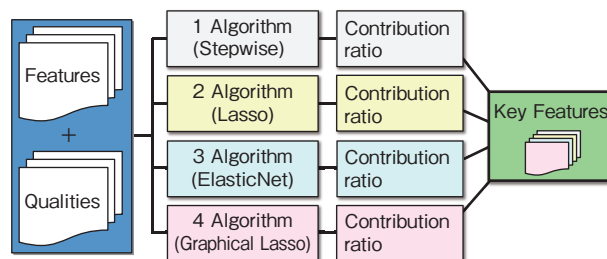 Features
+
Qualities
1 Algorithm
(Stepwise)
Contribution
ratio
2 Algorithm
(Lasso)
Contribution
ratio
3 Algorithm
(ElasticNet)
Contribution
ratio
4 Algorithm
(Graphical Lasso)
Contribution
ratio
Key Features